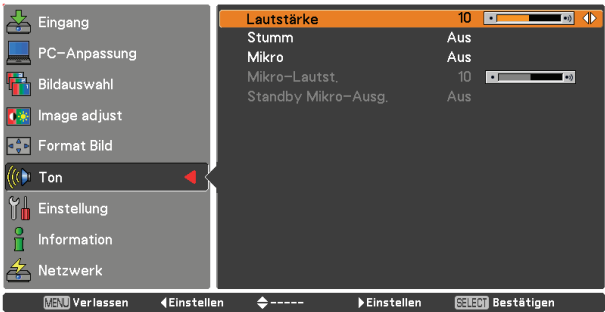 Eingang
PC-Anpassung
Bildauswahl
Image adjust
Format Bild
Ton
Einstellung
Information
Netzwerk
Lautstärke 10
Stumm Aus
Mikro Aus
Mikro-Lautst. 10
Standby Mikro-Ausg. Aus
MENU Verlassen Einstellen ----- Einstellen SELECT Bestätigen